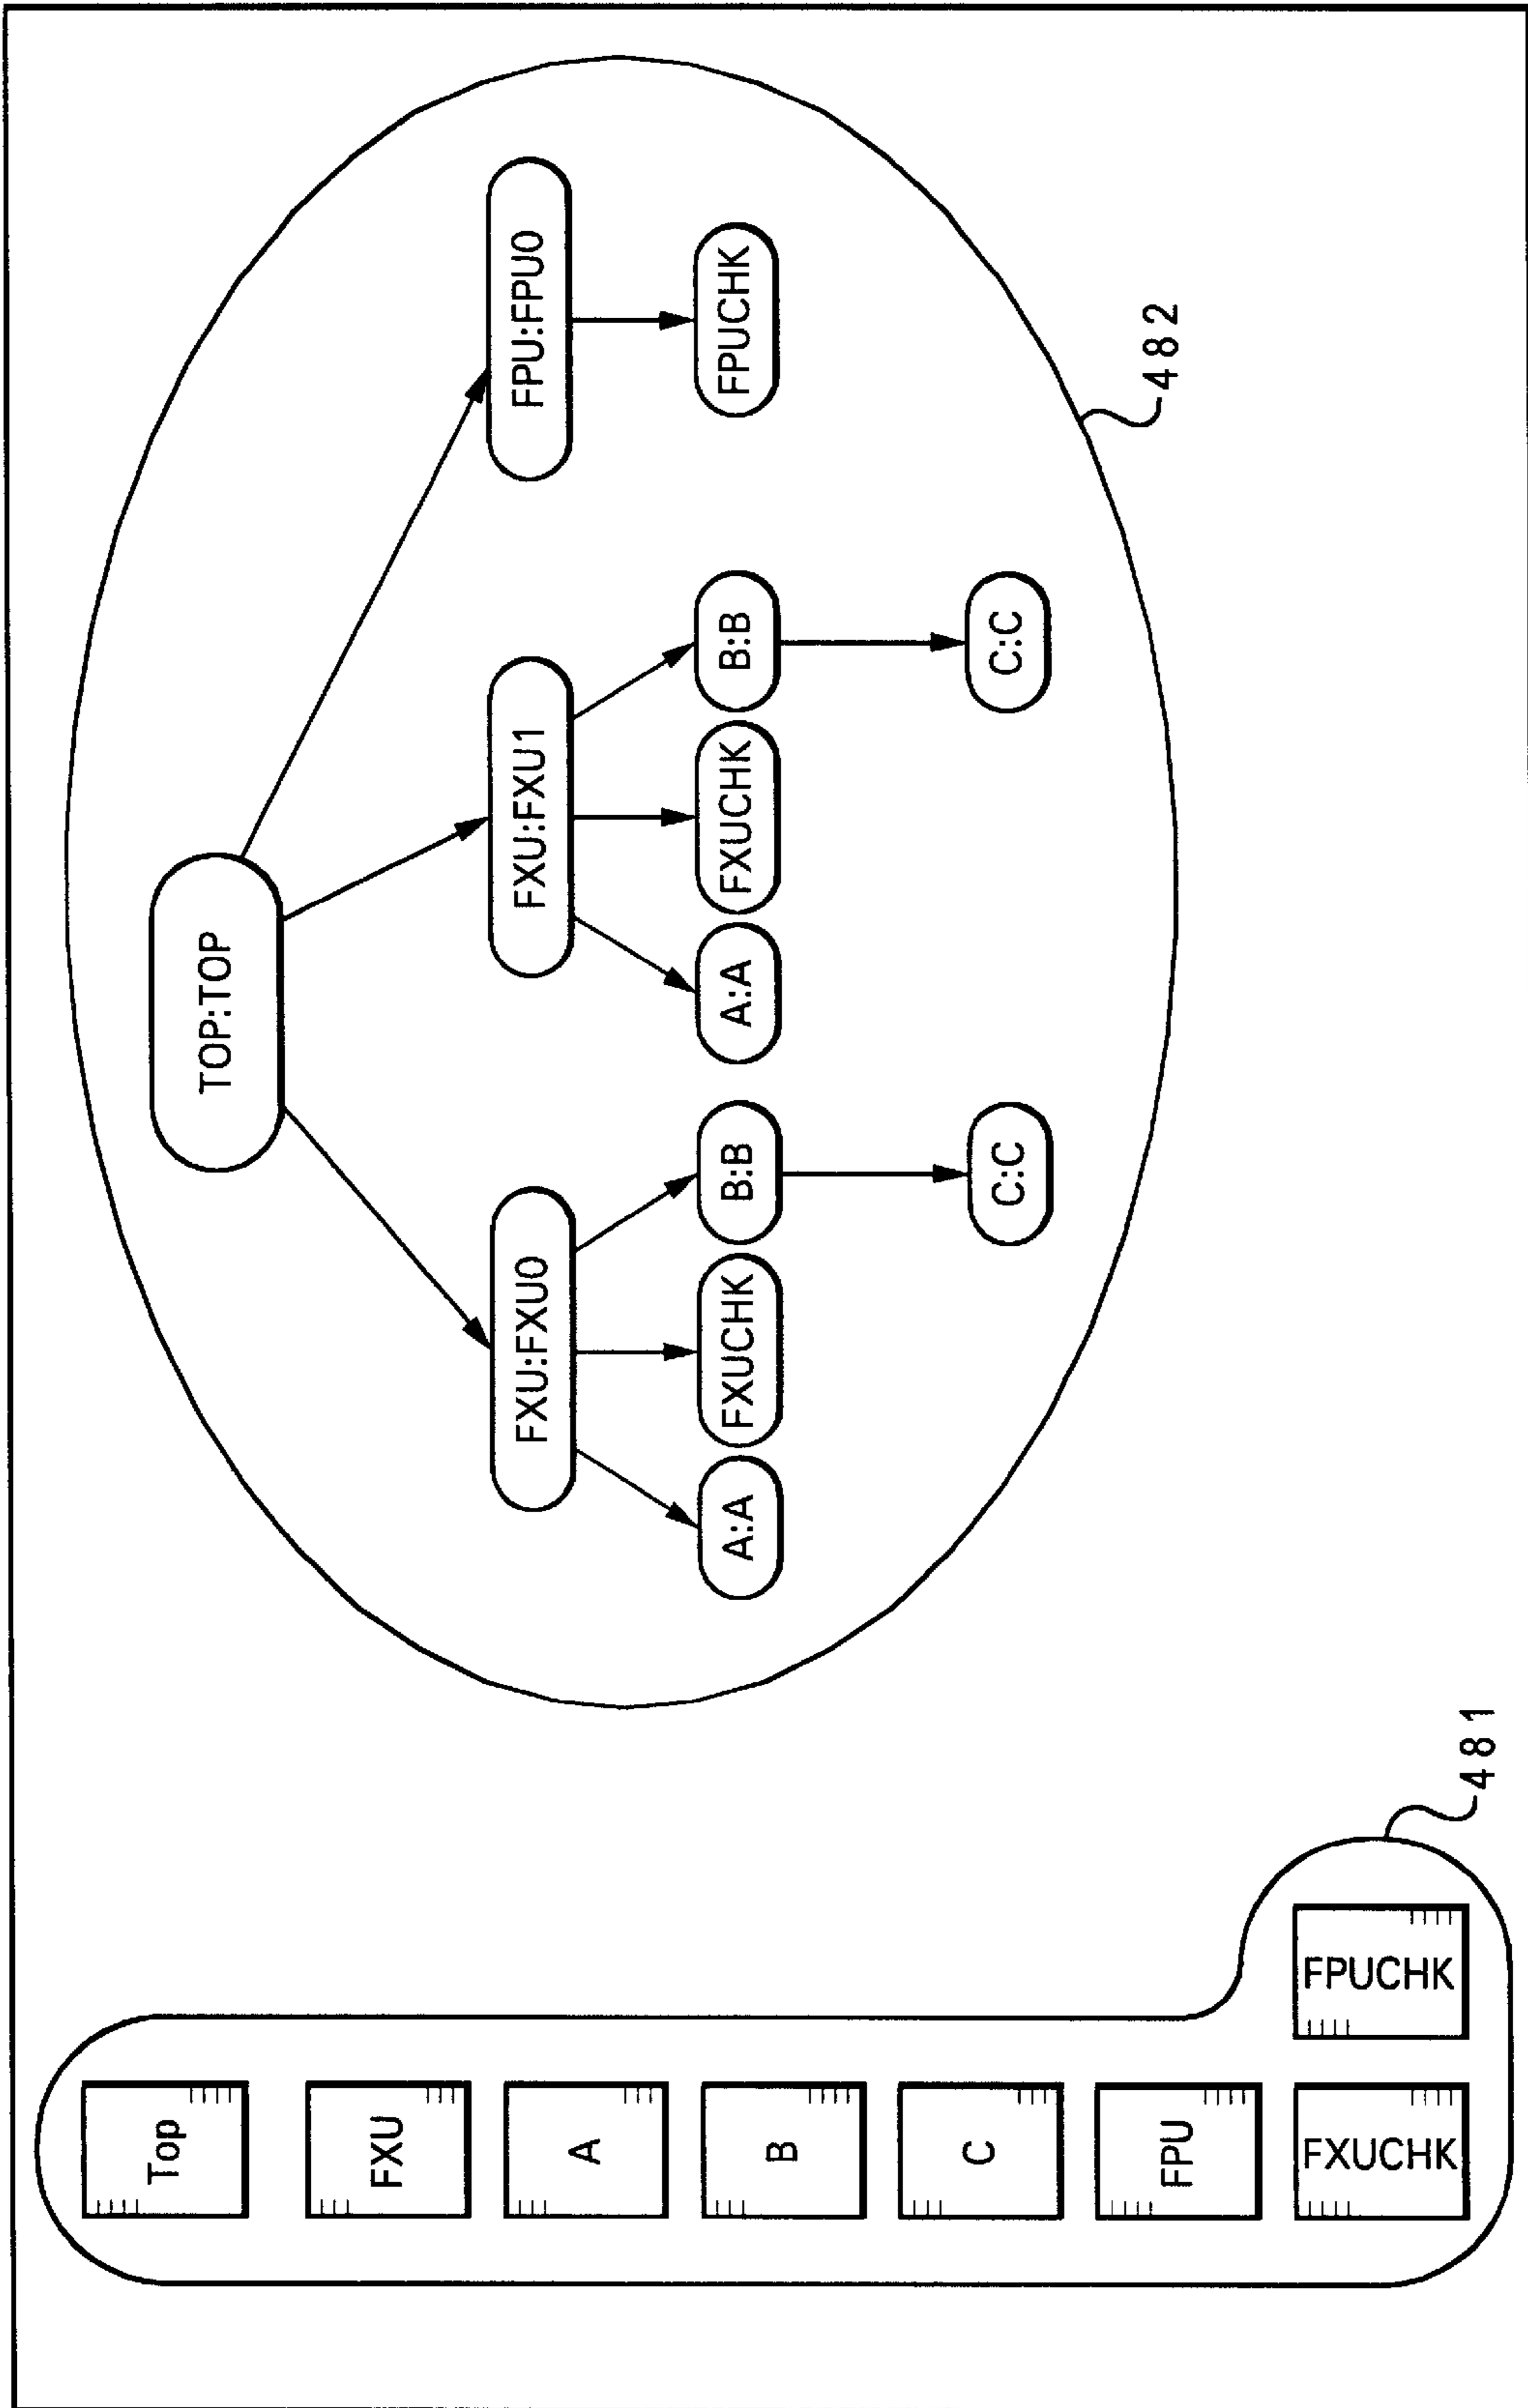 Top
FXU
A
B
C
FPU
FXUCHK
FPUCHK
481
TOP:TOP
FXU:FXU0
FXU:FXU1
FPU:FPU0
A:A
FXUCHK
B:B
A:A
FXUCHK
B:B
FPUCHK
C:C
C:C
482